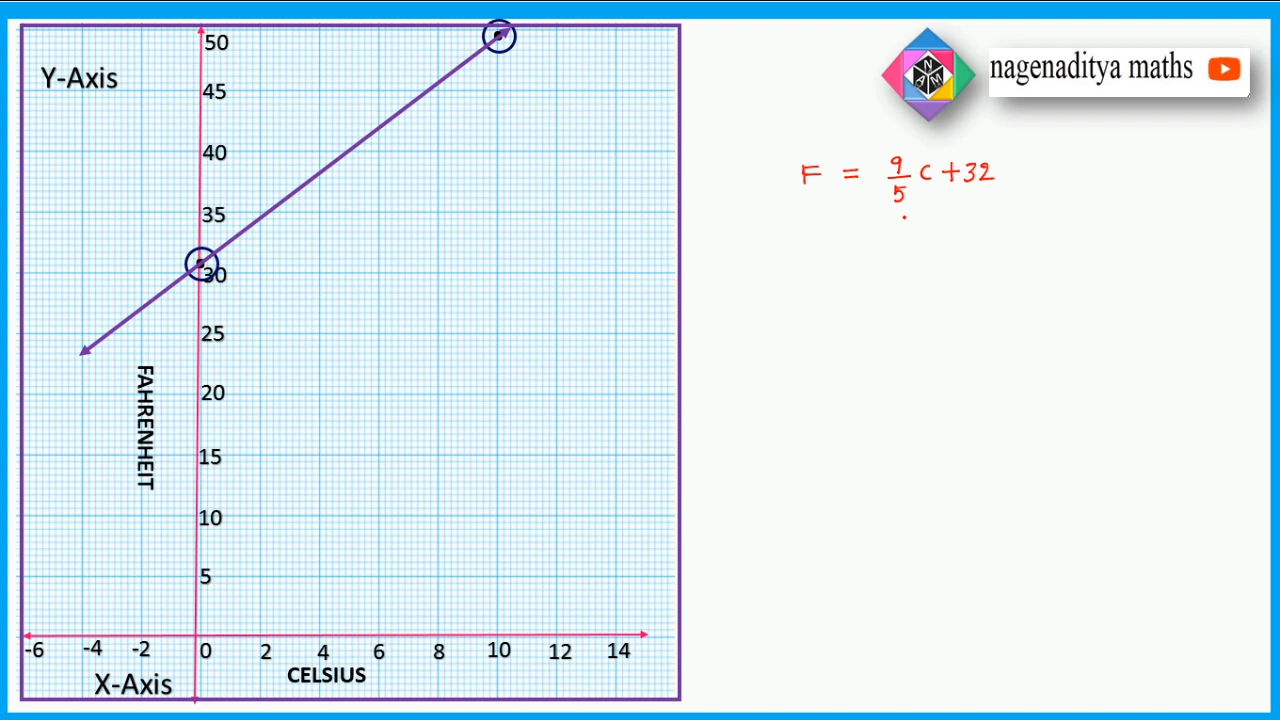 Y-Axis
50
45
40
35
30
25
20
15
10
5
FAHRENHEIT
-6 -4 -2 0 2 4 6 8 10 12 14
CELSIUS
X-Axis
N
A M
nagenaditya maths
F = 9/5 C + 32